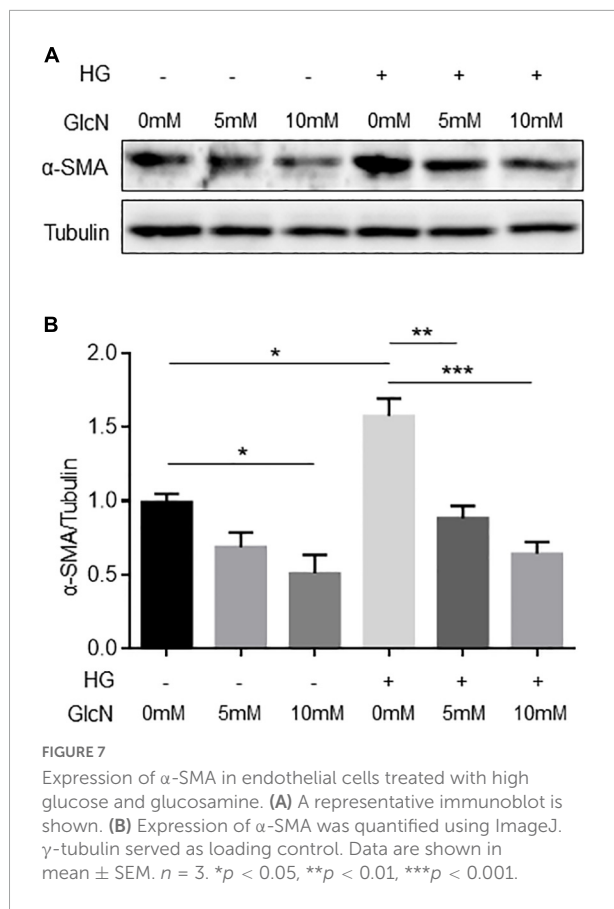 A
HG - - - + + +
GlcN 0mM 5mM 10mM 0mM 5mM 10mM
α-SMA
Tubulin
B
**
*
***
*
2.0
1.5
1.0
0.5
0.0
α-SMA/Tubulin
HG - - - + + +
GlcN 0mM 5mM 10mM 0mM 5mM 10mM
FIGURE 7
Expression of α-SMA in endothelial cells treated with high
glucose and glucosamine. (A) A representative immunoblot is
shown. (B) Expression of α-SMA was quantified using ImageJ.
γ-tubulin served as loading control. Data are shown in
mean ± SEM. n = 3. *p < 0.05, **p < 0.01, ***p < 0.001.